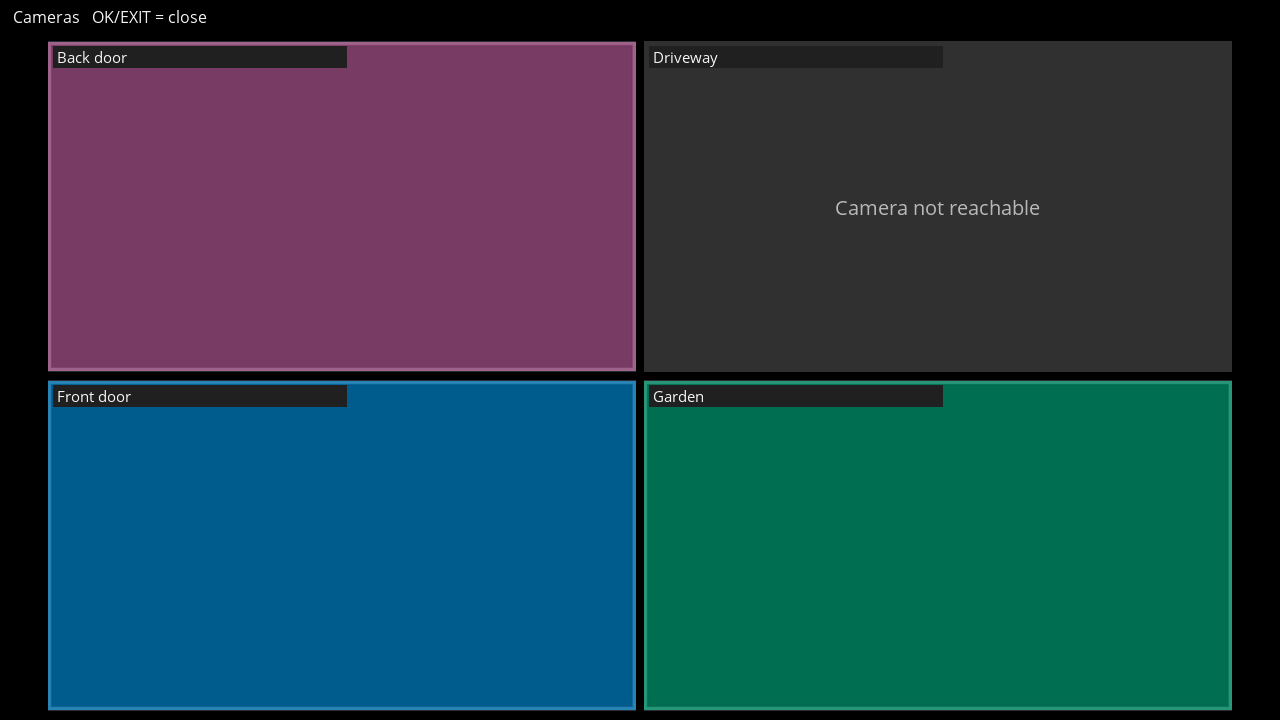 Cameras OK/EXIT = close
Back door
Driveway
Camera not reachable
Front door
Garden